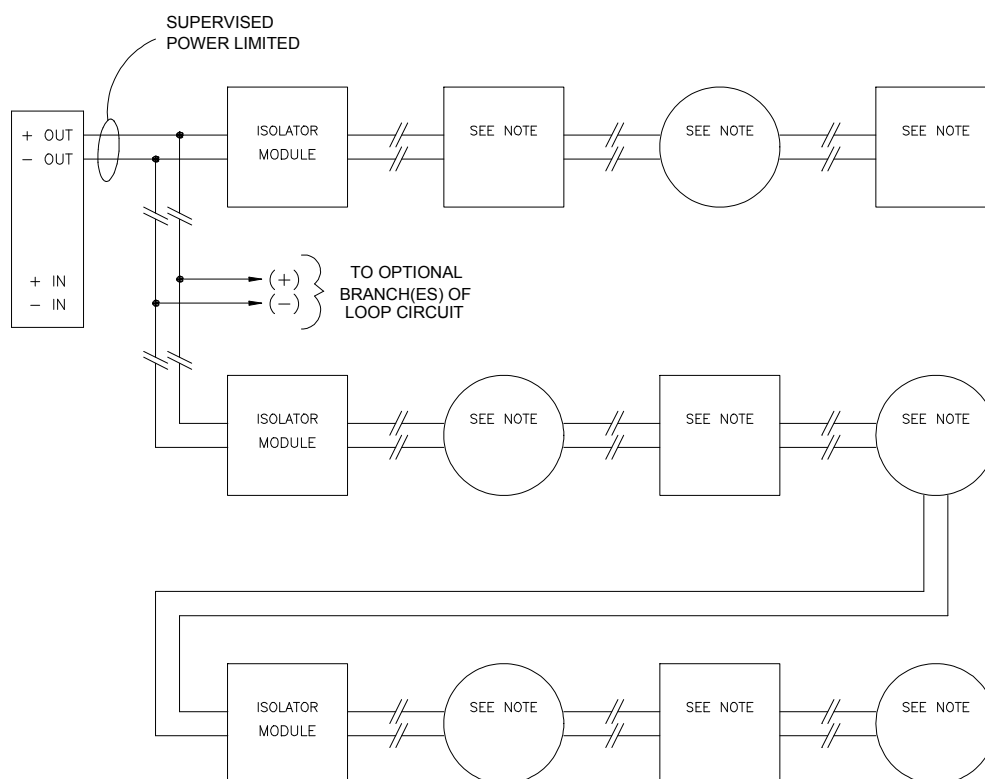 SUPERVISED
POWER LIMITED
+ OUT
− OUT
+ IN
− IN
ISOLATOR
MODULE
SEE NOTE
SEE NOTE
SEE NOTE
(+)
(−)
TO OPTIONAL
BRANCH(ES) OF
LOOP CIRCUIT
ISOLATOR
MODULE
SEE NOTE
SEE NOTE
SEE NOTE
ISOLATOR
MODULE
SEE NOTE
SEE NOTE
SEE NOTE